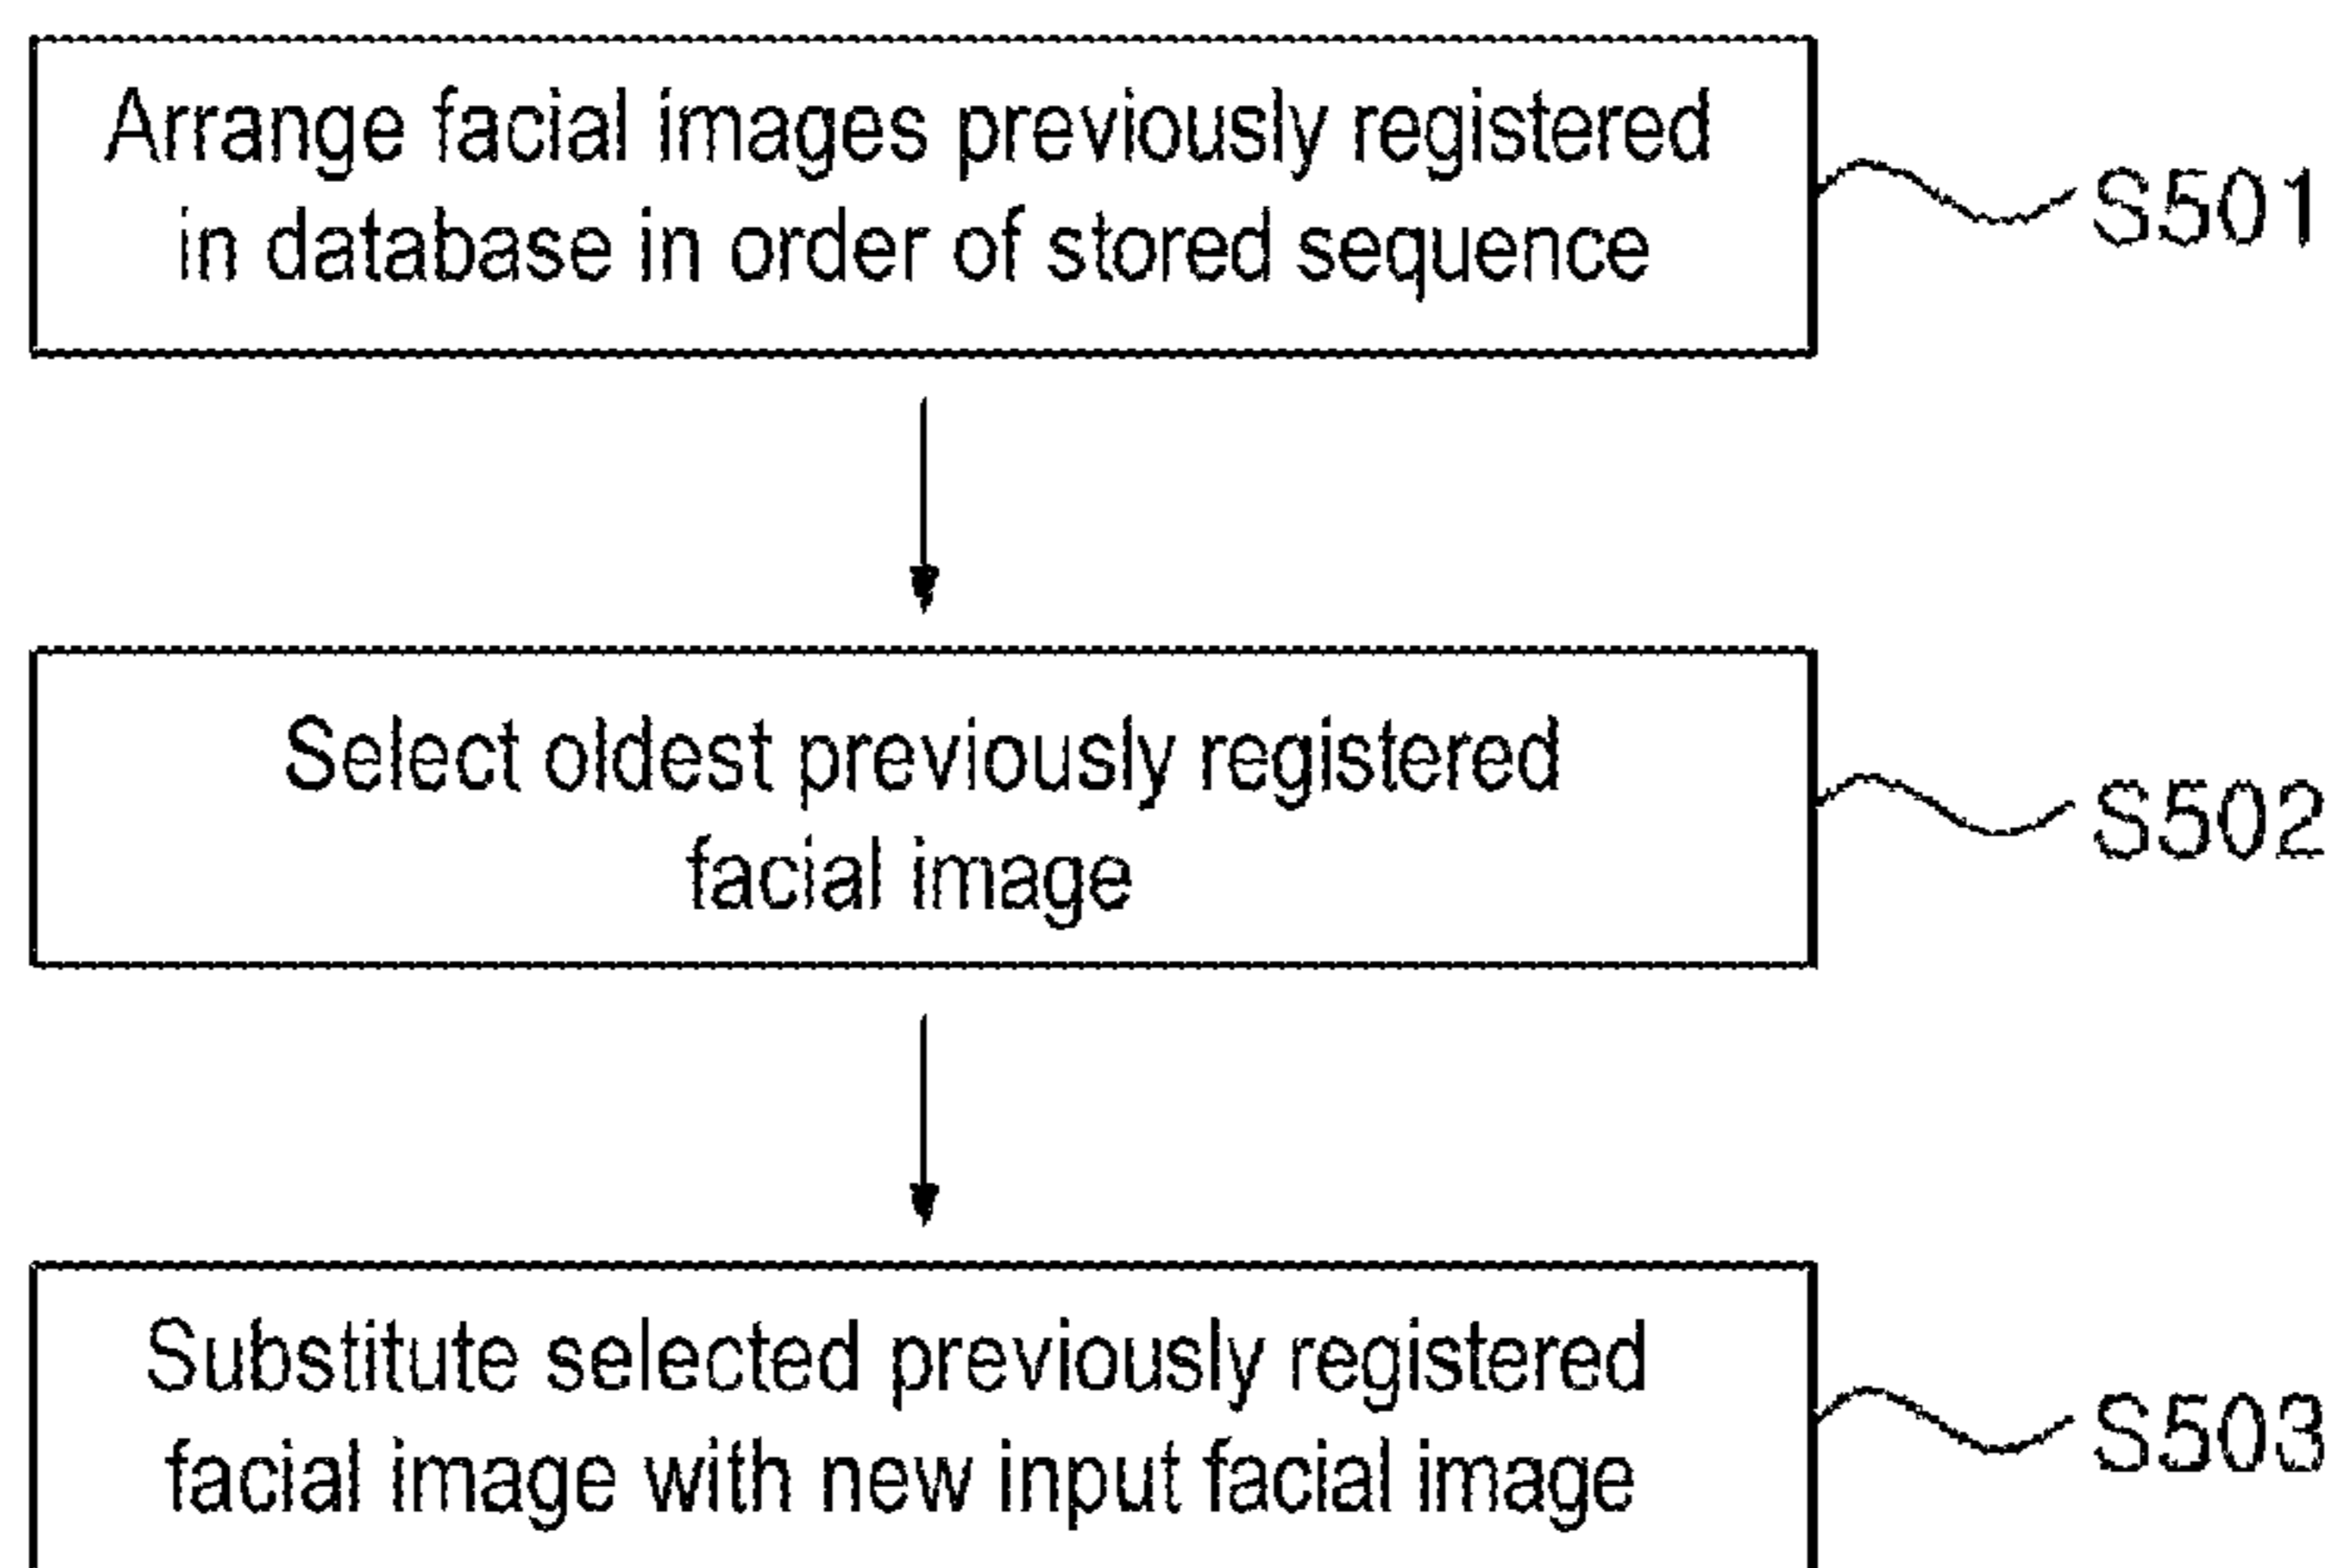 Arrange facial images previously registered
in database in order of stored sequence
S501
Select oldest previously registered
facial image
S502
Substitute selected previously registered
facial image with new input facial image
S503